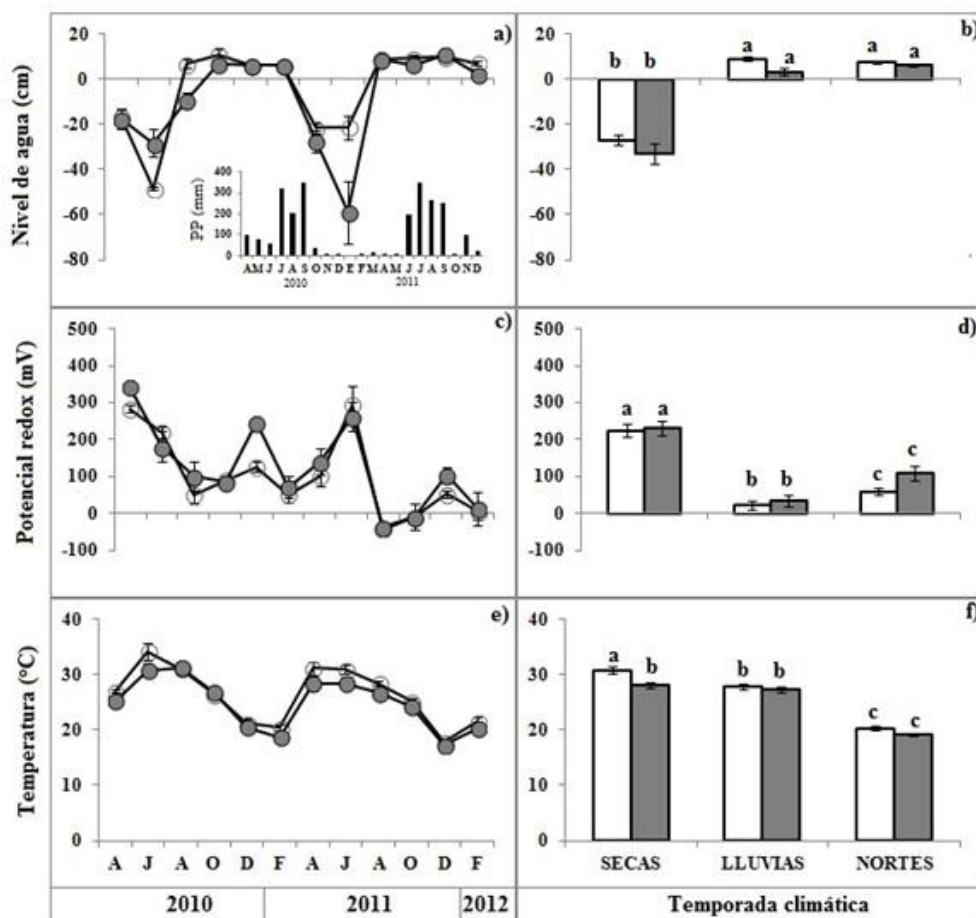 a)
Nivel de agua (cm)
20
0
-20
-40
-60
-80
PP (mm)
400
300
200
100
0
A M J J A S O N D E F M A M J J A S O N D
2010 2011
b)
20
0
-20
-40
-60
-80
b b a a a a
c)
Potencial redox (mV)
500
400
300
200
100
0
-100
d)
500
400
300
200
100
0
-100
a a b b c c
e)
Temperatura (°C)
40
30
20
10
0
A J A O D F A J A O D F
2010 2011 2012
f)
40
30
20
10
0
a b b b c c
SECAS LLUVIAS NORTES
Temporada climática